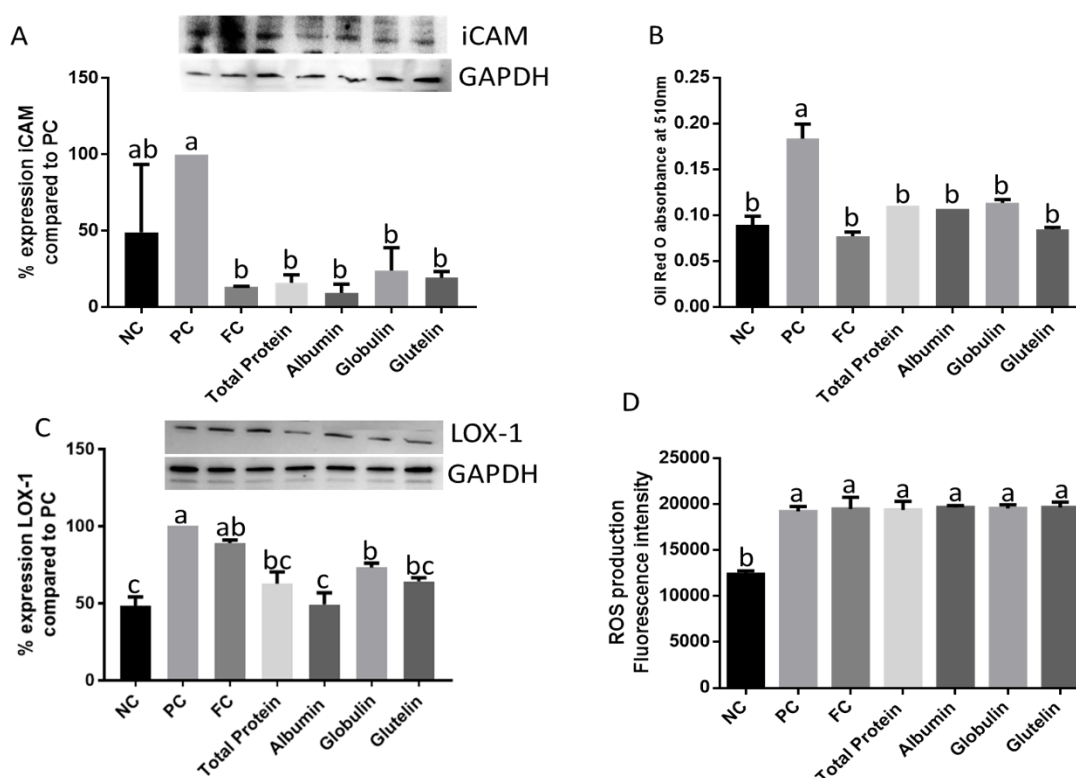 A
iCAM
GAPDH
% expression iCAM
compared to PC
150
100
50
0
ab
a
b
b
b
b
b
NC
PC
FC
Total Protein
Albumin
Globulin
Glutelin
B
Oil Red O absorbance at 510nm
0.25
0.20
0.15
0.10
0.05
0.00
b
a
b
b
b
b
b
NC
PC
FC
Total Protein
Albumin
Globulin
Glutelin
C
LOX-1
GAPDH
% expression LOX-1
compared to PC
150
100
50
0
c
a
ab
bc
c
b
bc
NC
PC
FC
Total Protein
Albumin
Globulin
Glutelin
D
ROS production
Fluorescence intensity
25000
20000
15000
10000
5000
0
b
a
a
a
a
a
a
NC
PC
FC
Total Protein
Albumin
Globulin
Glutelin